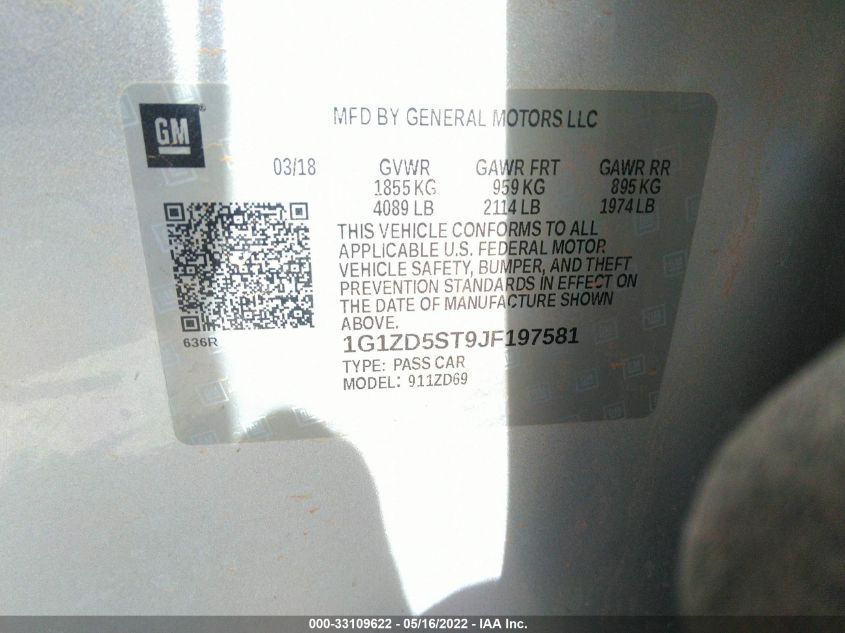 GM
MFD BY GENERAL MOTORS LLC
03/18 GVWR GAWR FRT GAWR RR
1855 KG 959 KG 895 KG
4089 LB 2114 LB 1974 LB
THIS VEHICLE CONFORMS TO ALL
APPLICABLE U.S. FEDERAL MOTOR
VEHICLE SAFETY, BUMPER, AND THEFT
PREVENTION STANDARDS IN EFFECT ON
THE DATE OF MANUFACTURE SHOWN
ABOVE.
636R
1G1ZD5ST9JF197581
TYPE: PASS CAR
MODEL: 911ZD69
000-33109622 - 05/16/2022 - IAA Inc.